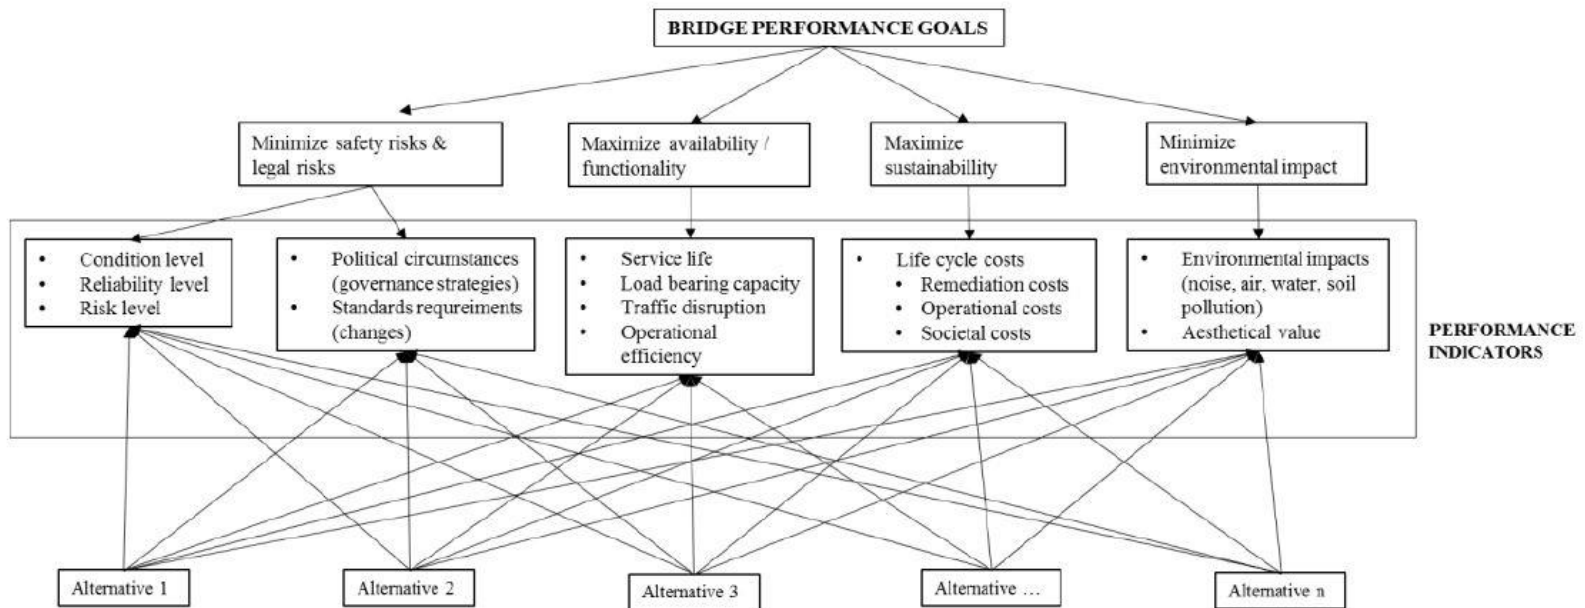 BRIDGE PERFORMANCE GOALS
Minimize safety risks &
legal risks
Maximize availability /
functionality
Maximize
sustainabillity
Minimize
environmental impact
• Condition level
• Reliability level
• Risk level
• Political circumstances
(governance strategies)
• Standards requreiments
(changes)
• Service life
• Load bearing capacity
• Traffic disruption
• Operational
efficiency
• Life cycle costs
• Remediation costs
• Operational costs
• Societal costs
• Environmental impacts
(noise, air, water, soil
pollution)
• Aesthetical value
PERFORMANCE
INDICATORS
Alternative 1
Alternative 2
Alternative 3
Alternative …
Alternative n